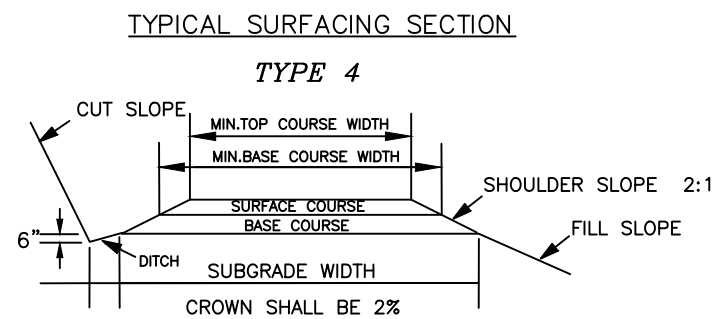 TYPICAL SURFACING SECTION
TYPE 4
CUT SLOPE
MIN.TOP COURSE WIDTH
MIN.BASE COURSE WIDTH
SHOULDER SLOPE 2:1
SURFACE COURSE
BASE COURSE
FILL SLOPE
6"
DITCH
SUBGRADE WIDTH
CROWN SHALL BE 2%